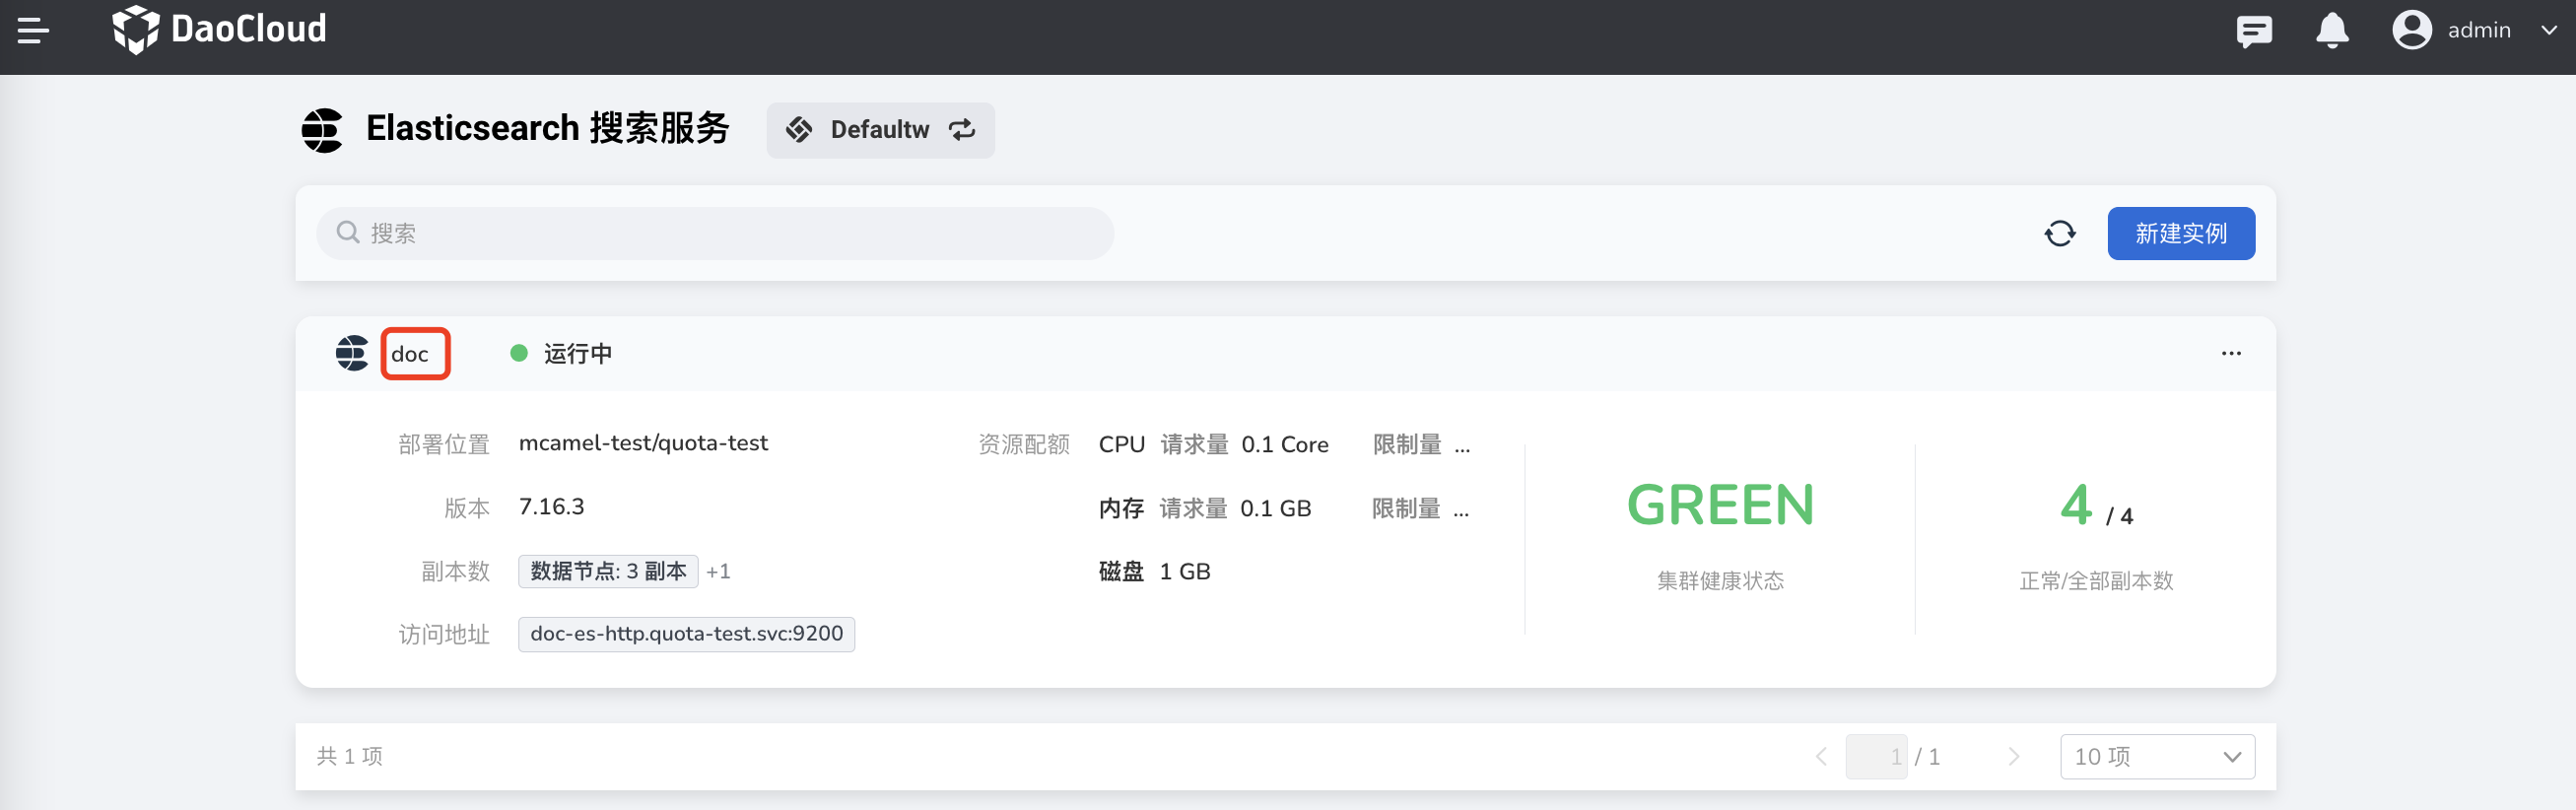 DaoCloud
admin
Elasticsearch 搜索服务
Defaultw
搜索
新建实例
doc
运行中
...
部署位置 mcamel-test/quota-test
资源配额 CPU 请求量 0.1 Core 限制量 ...
版本 7.16.3
内存 请求量 0.1 GB 限制量 ...
副本数 数据节点: 3 副本 +1
磁盘 1 GB
访问地址 doc-es-http.quota-test.svc:9200
GREEN
集群健康状态
4 / 4
正常/全部副本数
共 1 项
1 / 1
10 项